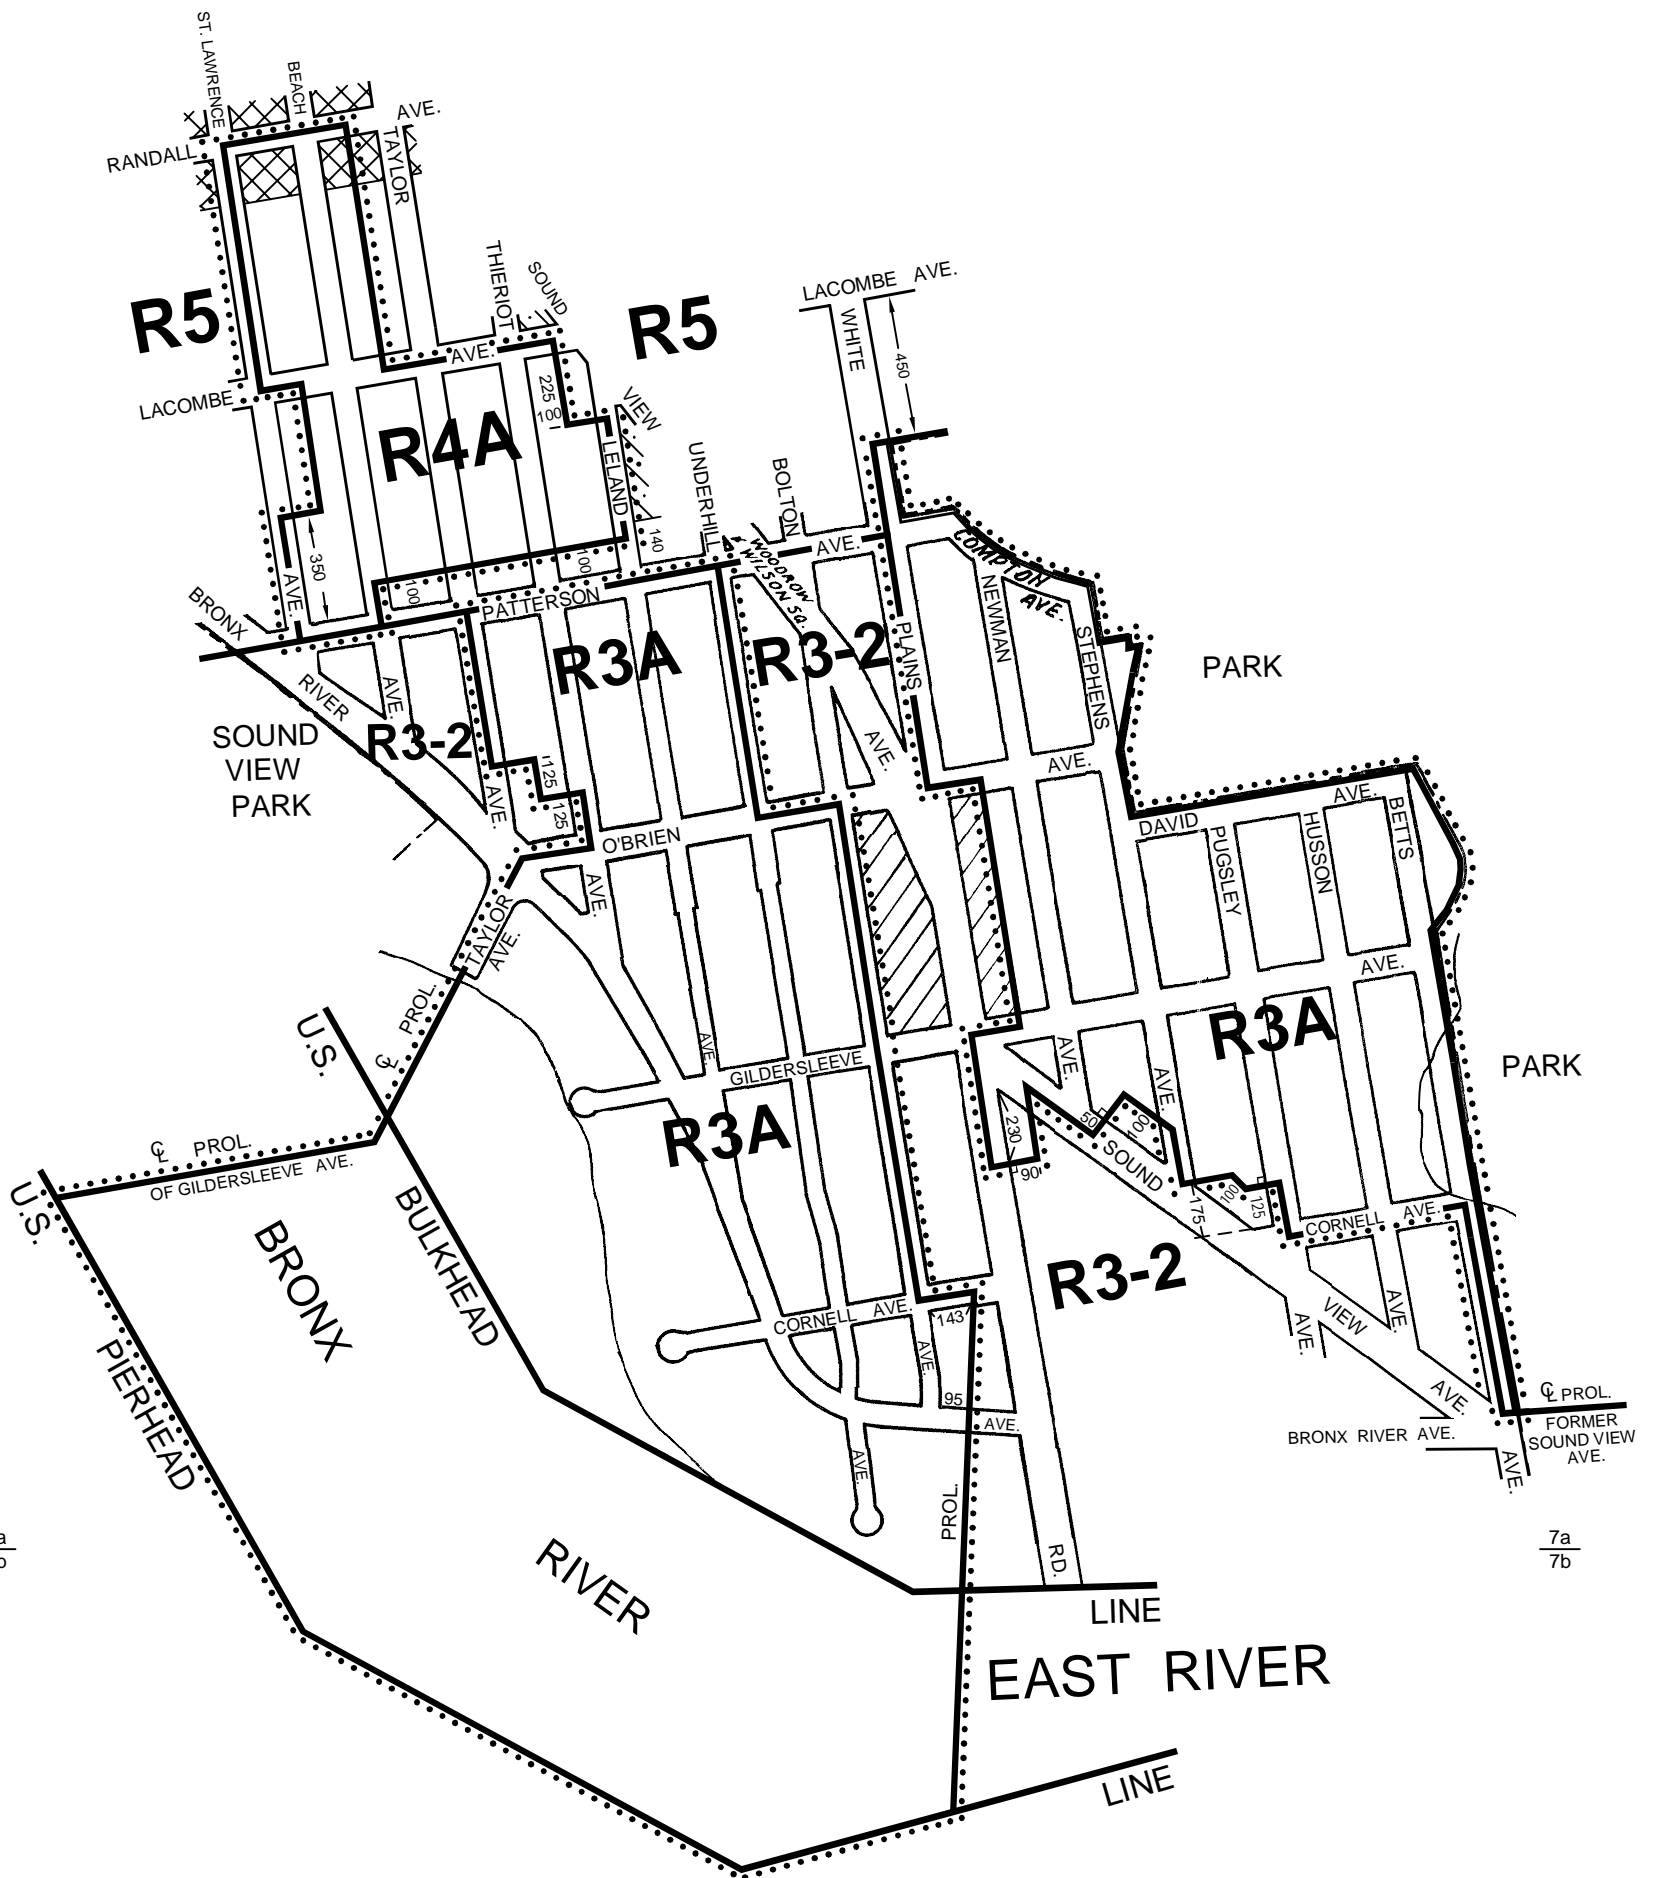 ST. LAWRENCE
BEACH
AVE.
RANDALL
TAYLOR
THIERIOT
SOUND
R5
R5
LACOMBE AVE.
WHITE
450
AVE.
LACOMBE
225
100
VIEW
R4A
LELAND
UNDERHILL
BOLTON
140
350
100
100
AVE.
WOODROW
WILSON SQ.
AVE.
COMPTON
AVE.
BRONX
PATTERSON
NEWMAN
STEPHENS
PLAINS
R3A
R3-2
PARK
RIVER
AVE.
SOUND
VIEW
PARK
R3-2
AVE.
125
125
AVE.
AVE.
AVE.
O'BRIEN
DAVID
PUGSLEY
HUSSON
BETTS
AVE.
TAYLOR
AVE.
AVE.
PROL.
U.S.
℄
AVE.
R3A
AVE.
GILDERSLEEVE
AVE.
AVE.
PARK
R3A
230
50
100
90
SOUND
℄ PROL.
OF GILDERSLEEVE AVE.
U.S.
175
100
125
CORNELL AVE.
BRONX
BULKHEAD
R3-2
CORNELL AVE.
143
AVE.
AVE.
VIEW
AVE.
PIERHEAD
95
AVE.
AVE.
℄ PROL.
FORMER
SOUND VIEW
AVE.
BRONX RIVER AVE.
AVE.
AVE.
PROL.
RD.
7a
7b
a
b
RIVER
LINE
EAST RIVER
LINE